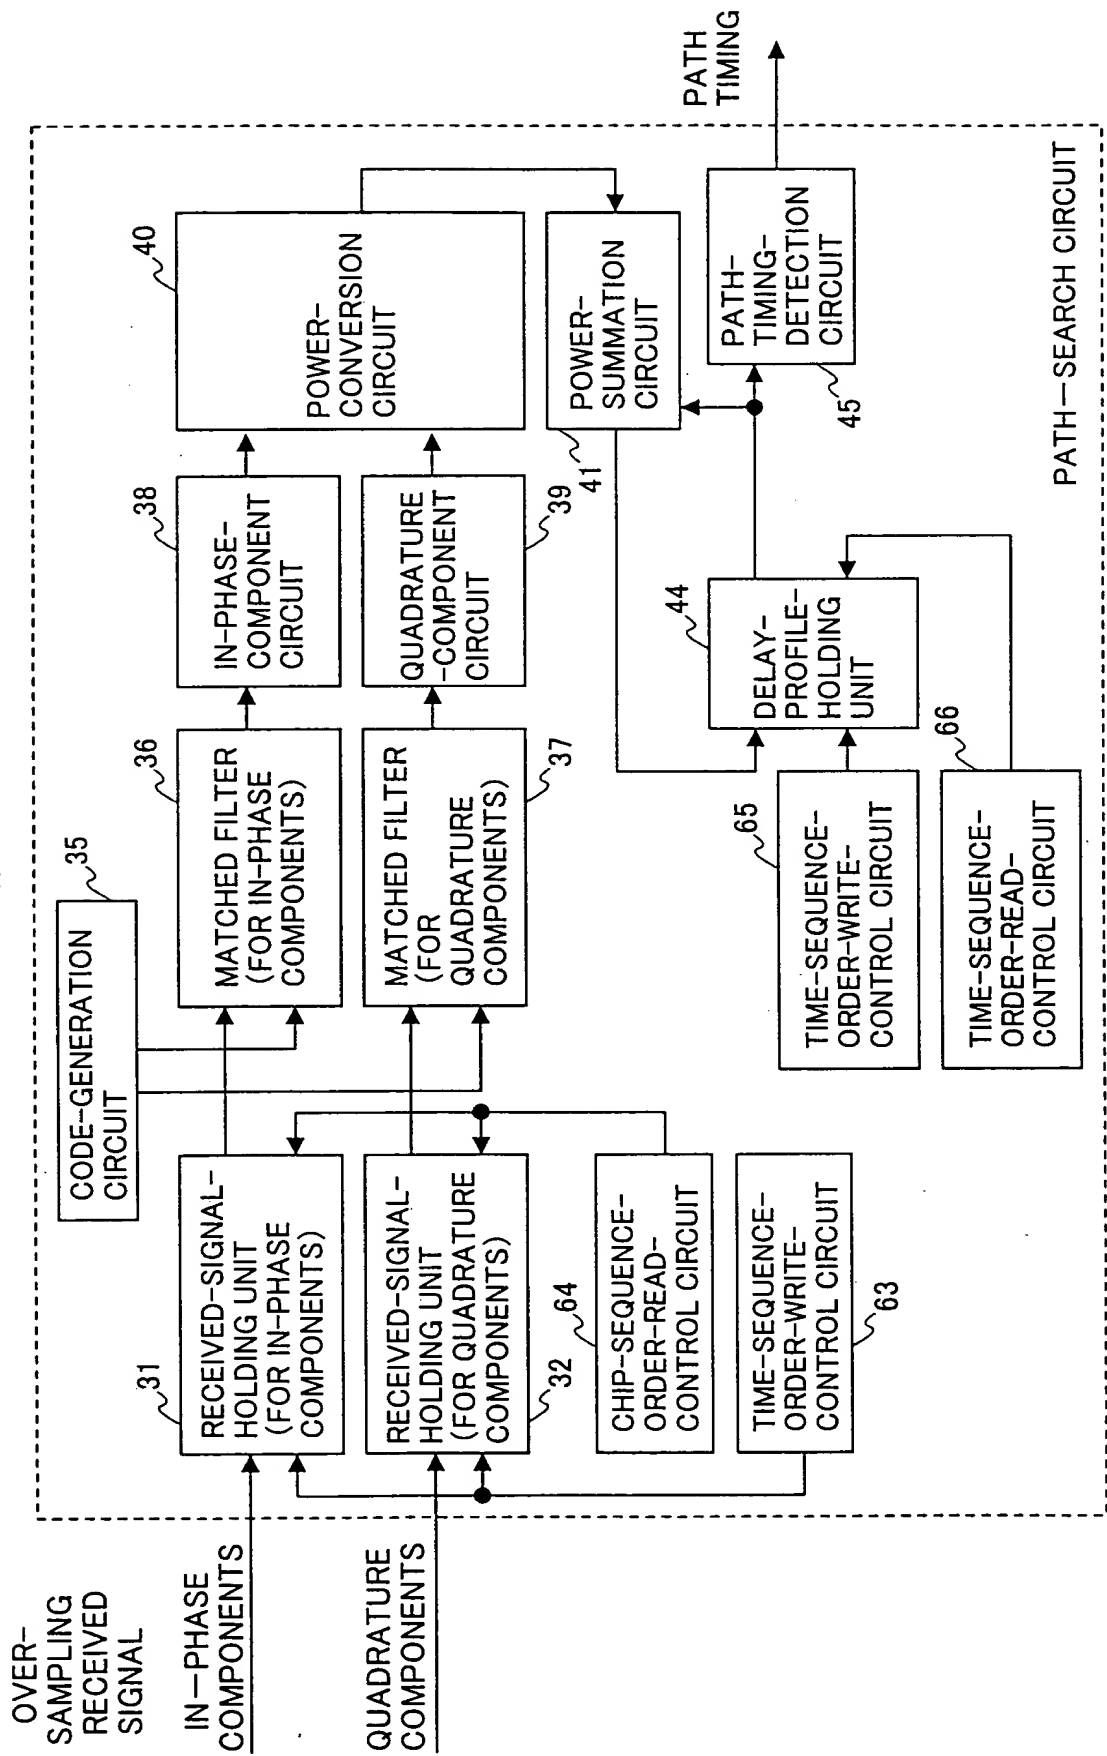 OVER-
SAMPLING
RECEIVED
SIGNAL
IN-PHASE
COMPONENTS
QUADRATURE
COMPONENTS
CODE-GENERATION
CIRCUIT
35
31
RECEIVED-SIGNAL-
HOLDING UNIT
(FOR IN-PHASE
COMPONENTS)
36
MATCHED FILTER
(FOR IN-PHASE
COMPONENTS)
38
IN-PHASE-
COMPONENT
CIRCUIT
40
POWER-
CONVERSION
CIRCUIT
RECEIVED-SIGNAL-
HOLDING UNIT
(FOR QUADRATURE
COMPONENTS)
32
MATCHED FILTER
(FOR
QUADRATURE
COMPONENTS)
37
QUADRATURE
-COMPONENT
CIRCUIT
39
POWER-
SUMMATION
CIRCUIT
41
64
CHIP-SEQUENCE-
ORDER-READ-
CONTROL CIRCUIT
TIME-SEQUENCE-
ORDER-WRITE-
CONTROL CIRCUIT
63
44
DELAY-
PROFILE-
HOLDING
UNIT
PATH-
TIMING-
DETECTION
CIRCUIT
45
PATH
TIMING
65
TIME-SEQUENCE-
ORDER-WRITE-
CONTROL CIRCUIT
66
TIME-SEQUENCE-
ORDER-READ-
CONTROL CIRCUIT
PATH-SEARCH CIRCUIT